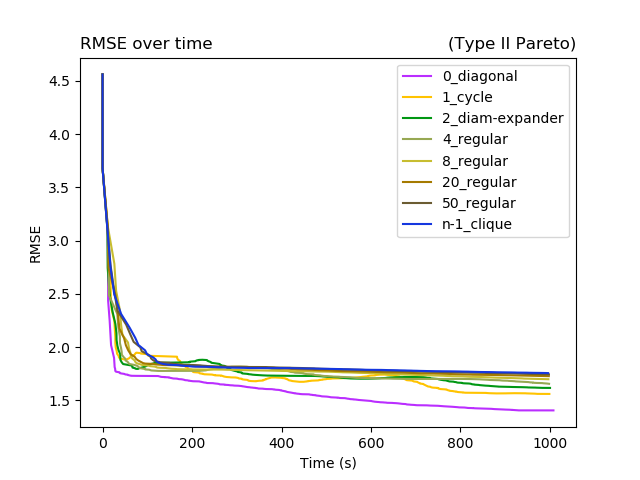 RMSE over time (Type II Pareto)
0_diagonal
1_cycle
2_diam-expander
4_regular
8_regular
20_regular
50_regular
n-1_clique
RMSE
4.5
4.0
3.5
3.0
2.5
2.0
1.5
0 200 400 600 800 1000
Time (s)